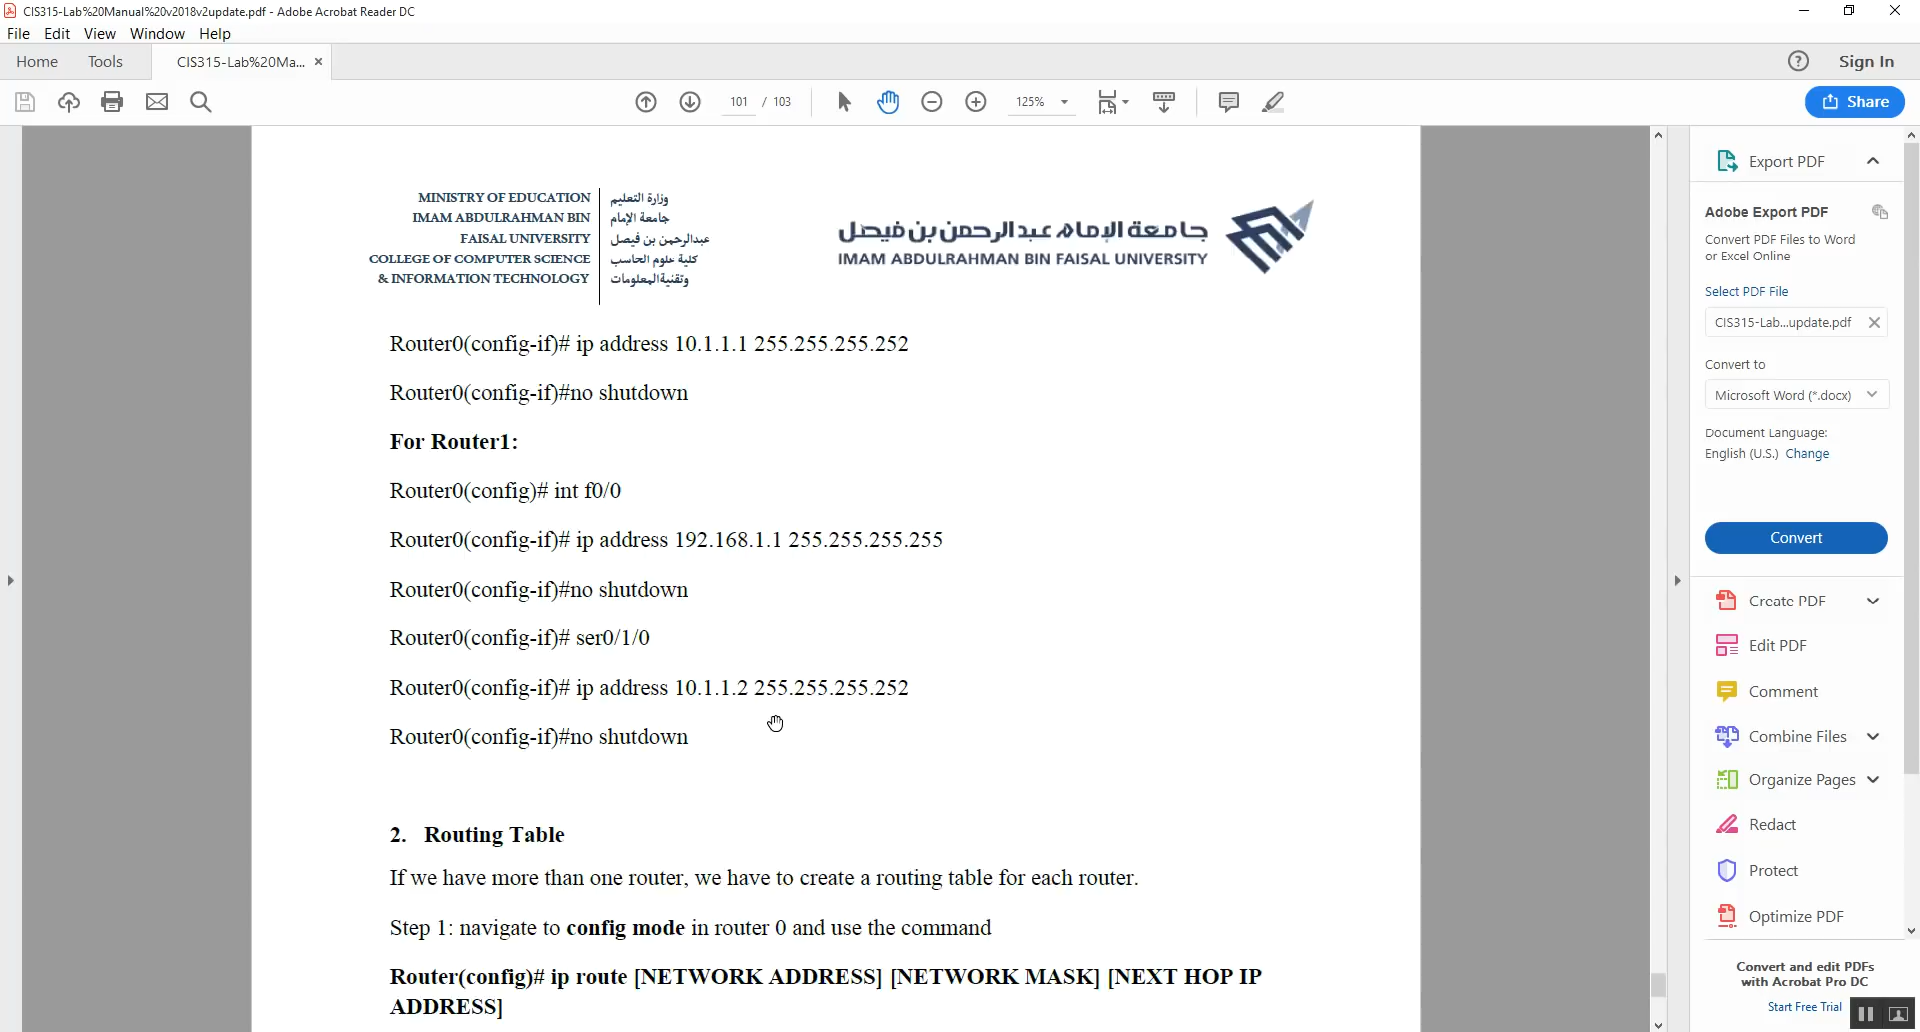 CIS315-Lab%20Manual%20v2018v2update.pdf - Adobe Acrobat Reader DC
File Edit View Window Help
Home Tools CIS315-Lab%20Ma... Sign In
101 / 103 125% Share
MINISTRY OF EDUCATION
IMAM ABDULRAHMAN BIN
FAISAL UNIVERSITY
COLLEGE OF COMPUTER SCIENCE
& INFORMATION TECHNOLOGY
وزارة التعليم
جامعة الإمام
عبدالرحمن بن فيصل
كلية علوم الحاسب
وتقنية المعلومات
جامعة الإمام عبد الرحمن بن فيصل
IMAM ABDULRAHMAN BIN FAISAL UNIVERSITY
Router0(config-if)# ip address 10.1.1.1 255.255.255.252
Router0(config-if)#no shutdown
For Router1:
Router0(config)# int f0/0
Router0(config-if)# ip address 192.168.1.1 255.255.255.255
Router0(config-if)#no shutdown
Router0(config-if)# ser0/1/0
Router0(config-if)# ip address 10.1.1.2 255.255.255.252
Router0(config-if)#no shutdown
2. Routing Table
If we have more than one router, we have to create a routing table for each router.
Step 1: navigate to config mode in router 0 and use the command
Router(config)# ip route [NETWORK ADDRESS] [NETWORK MASK] [NEXT HOP IP
ADDRESS]
Export PDF
Adobe Export PDF
Convert PDF Files to Word
or Excel Online
Select PDF File
CIS315-Lab...update.pdf
Convert to
Microsoft Word (*.docx)
Document Language:
English (U.S.) Change
Convert
Create PDF
Edit PDF
Comment
Combine Files
Organize Pages
Redact
Protect
Optimize PDF
Convert and edit PDFs
with Acrobat Pro DC
Start Free Trial